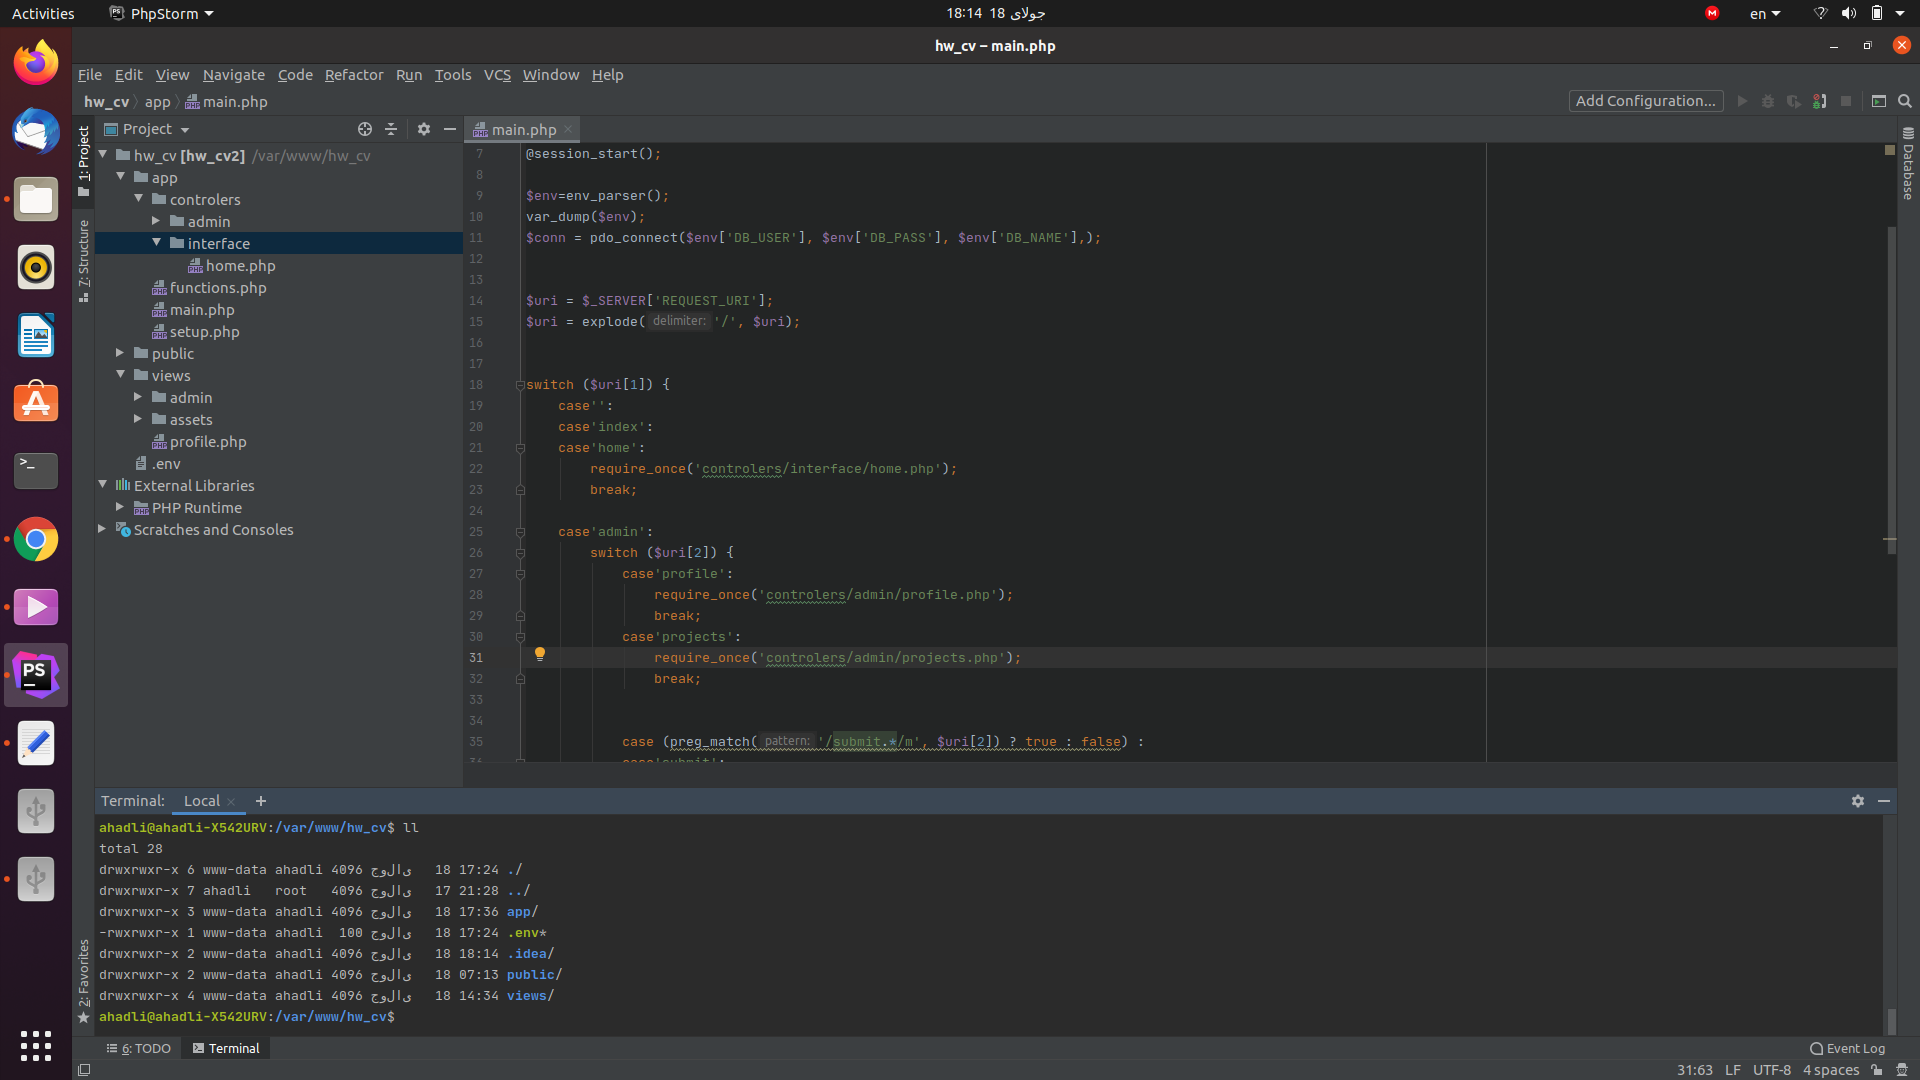 Activities
PhpStorm
18:14 18 جولای
en
hw_cv – main.php
File Edit View Navigate Code Refactor Run Tools VCS Window Help
hw_cv app main.php
Add Configuration...
1: Project
7: Structure
2: Favorites
Database
Project
hw_cv [hw_cv2] /var/www/hw_cv
app
controlers
admin
interface
home.php
functions.php
main.php
setup.php
public
views
admin
assets
profile.php
.env
External Libraries
PHP Runtime
Scratches and Consoles
main.php
7 @session_start();
8
9 $env=env_parser();
10 var_dump($env);
11 $conn = pdo_connect($env['DB_USER'], $env['DB_PASS'], $env['DB_NAME'],);
12
13
14 $uri = $_SERVER['REQUEST_URI'];
15 $uri = explode( delimiter: '/', $uri);
16
17
18 switch ($uri[1]) {
19 case'':
20 case'index':
21 case'home':
22 require_once('controlers/interface/home.php');
23 break;
24
25 case'admin':
26 switch ($uri[2]) {
27 case'profile':
28 require_once('controlers/admin/profile.php');
29 break;
30 case'projects':
31 require_once('controlers/admin/projects.php');
32 break;
33
34
35 case (preg_match( pattern: '/submit.*/m', $uri[2]) ? true : false) :
36 case'submit':
Terminal: Local +
ahadli@ahadli-X542URV:/var/www/hw_cv$ ll
total 28
drwxrwxr-x 6 www-data ahadli 4096 جولای 18 17:24 ./
drwxrwxr-x 7 ahadli root 4096 جولای 17 21:28 ../
drwxrwxr-x 3 www-data ahadli 4096 جولای 18 17:36 app/
-rwxrwxr-x 1 www-data ahadli 100 جولای 18 17:24 .env*
drwxrwxr-x 2 www-data ahadli 4096 جولای 18 18:14 .idea/
drwxrwxr-x 2 www-data ahadli 4096 جولای 18 07:13 public/
drwxrwxr-x 4 www-data ahadli 4096 جولای 18 14:34 views/
ahadli@ahadli-X542URV:/var/www/hw_cv$
6: TODO Terminal
Event Log
31:63 LF UTF-8 4 spaces